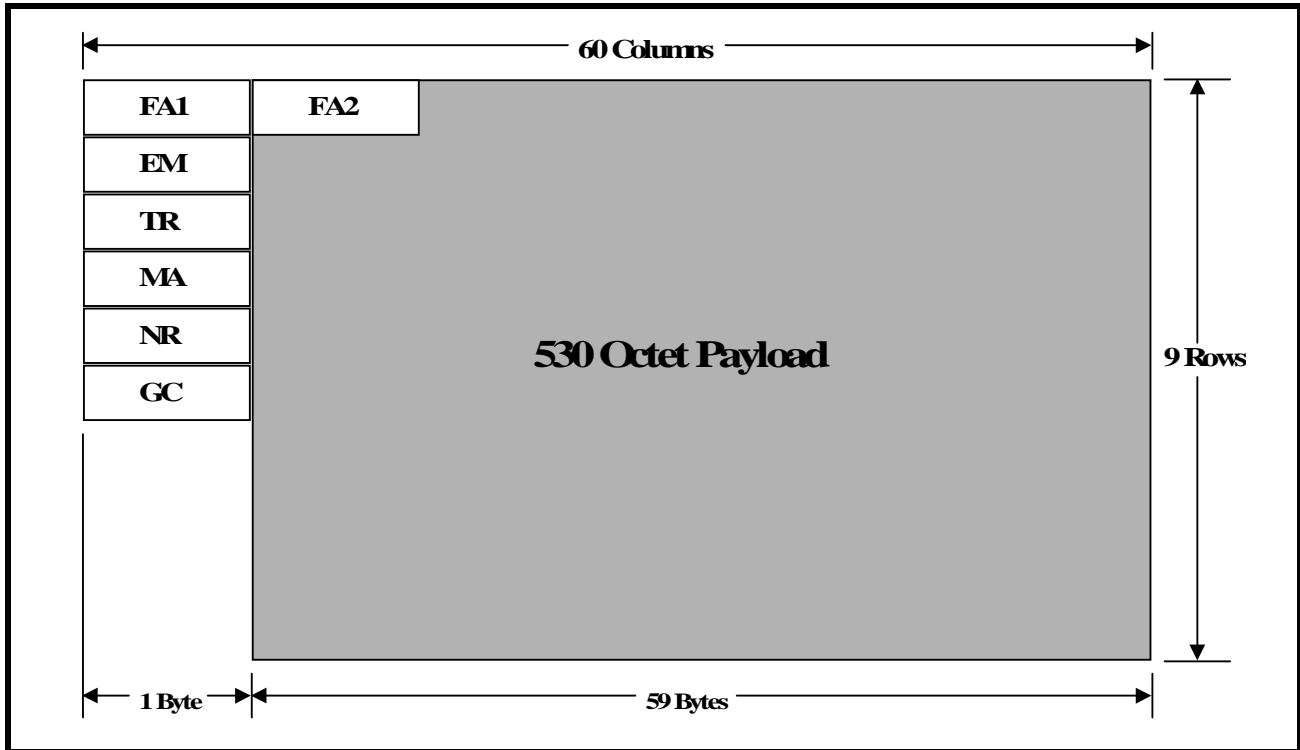 60 Columns
FA1 FA2
EM
TR
MA
NR
GC
530 Octet Payload
9 Rows
1 Byte 59 Bytes